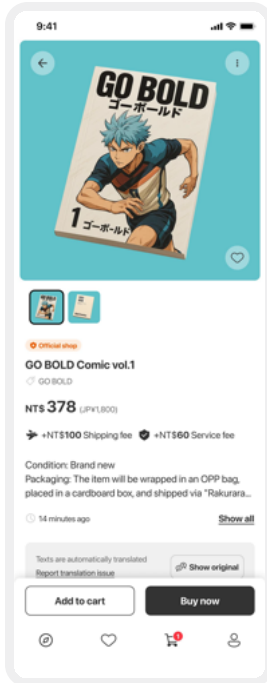 9:41
GO BOLD
ゴーボールド
1 ゴーボールド
Official shop
GO BOLD Comic vol.1
GO BOLD
NT$ 378 (JP¥1,800)
+NT$100 Shipping fee +NT$60 Service fee
Condition: Brand new
Packaging: The item will be wrapped in an OPP bag,
placed in a cardboard box, and shipped via "Rakurara...
14 minutes ago Show all
Texts are automatically translated
Report translation issue
Show original
Add to cart Buy now
1